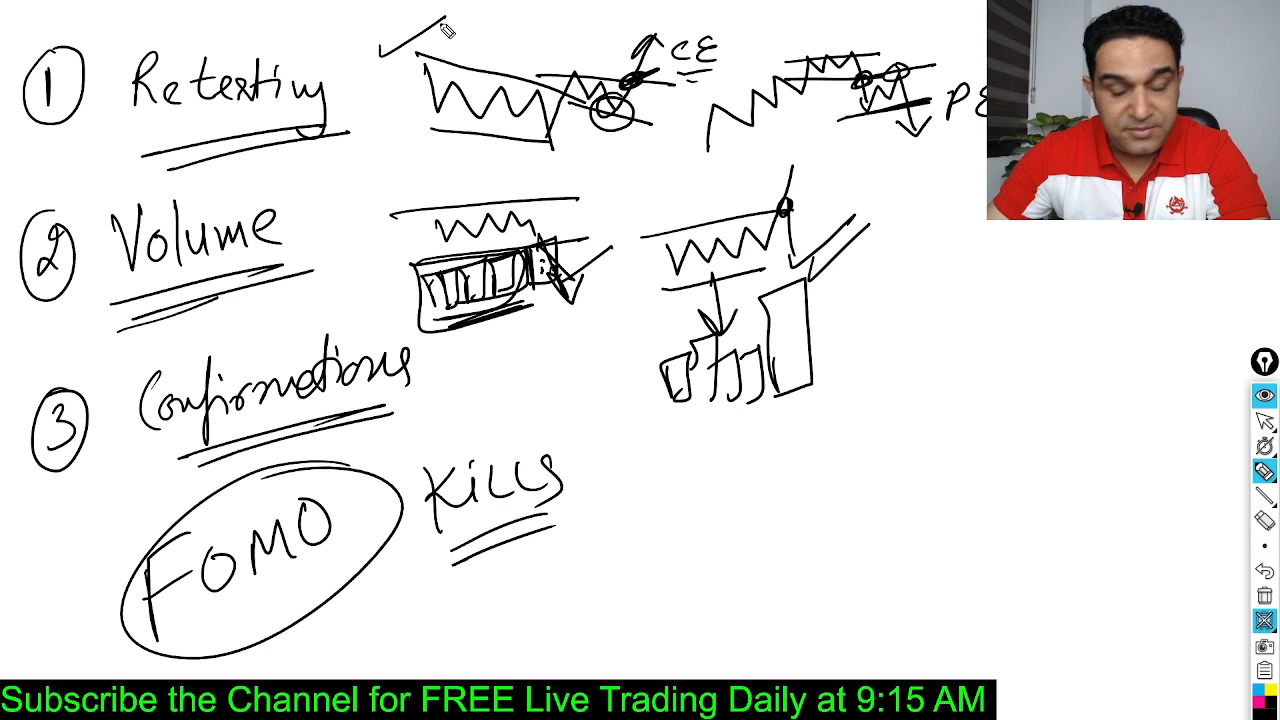 1 Retesting
CE
PE
2 Volume
3 Confirmations
FOMO Kills
Subscribe the Channel for FREE Live Trading Daily at 9:15 AM